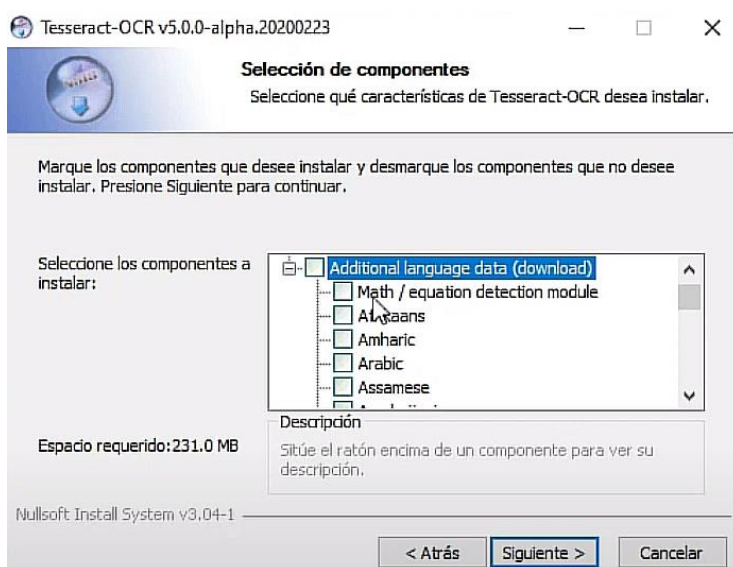 Tesseract-OCR v5.0.0-alpha.20200223
Selección de componentes
Seleccione qué características de Tesseract-OCR desea instalar.
Marque los componentes que desee instalar y desmarque los componentes que no desee
instalar. Presione Siguiente para continuar.
Seleccione los componentes a
instalar:
Additional language data (download)
Math / equation detection module
Afrikaans
Amharic
Arabic
Assamese
Espacio requerido: 231.0 MB
Descripción
Sitúe el ratón encima de un componente para ver su
descripción.
Nullsoft Install System v3.04-1
< Atrás
Siguiente >
Cancelar